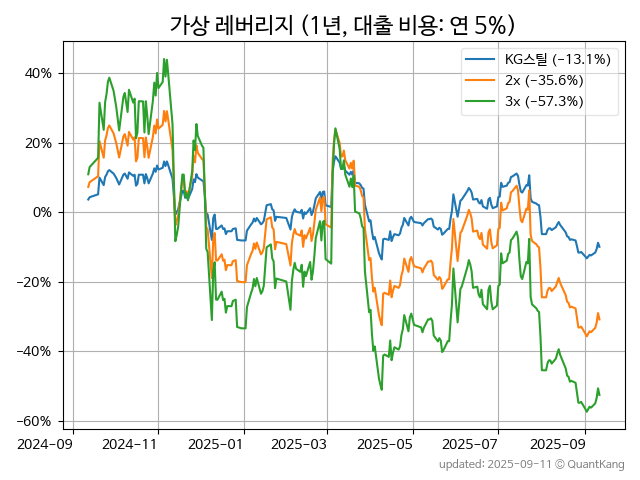 가상 레버리지 (1년, 대출 비용: 연 5%)
KG스틸 (−13.1%)
2x (−35.6%)
3x (−57.3%)
40%
20%
0%
−20%
−40%
−60%
2024-09 2024-11 2025-01 2025-03 2025-05 2025-07 2025-09
updated: 2025-09-11 © QuantKang